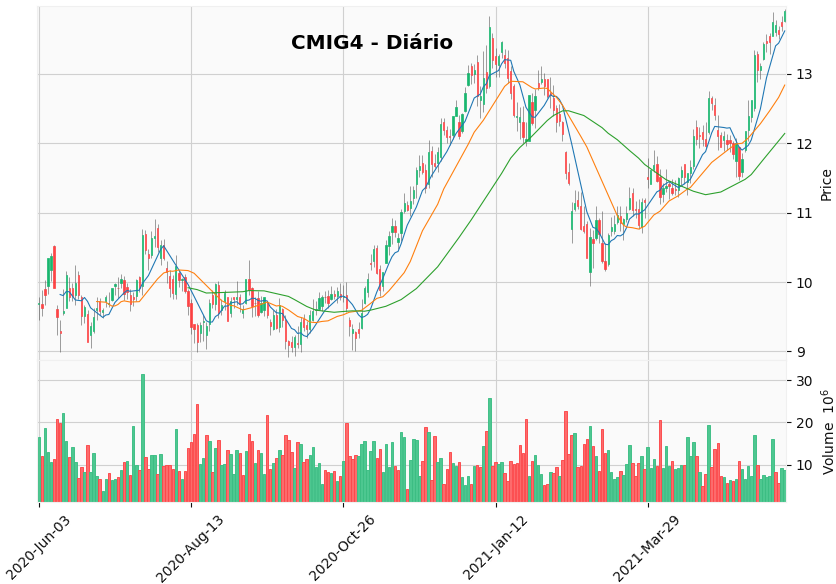 CMIG4 - Diário
13
12
11
10
9
Price
30
20
10
Volume 10^6
2020-Jun-03
2020-Aug-13
2020-Oct-26
2021-Jan-12
2021-Mar-29